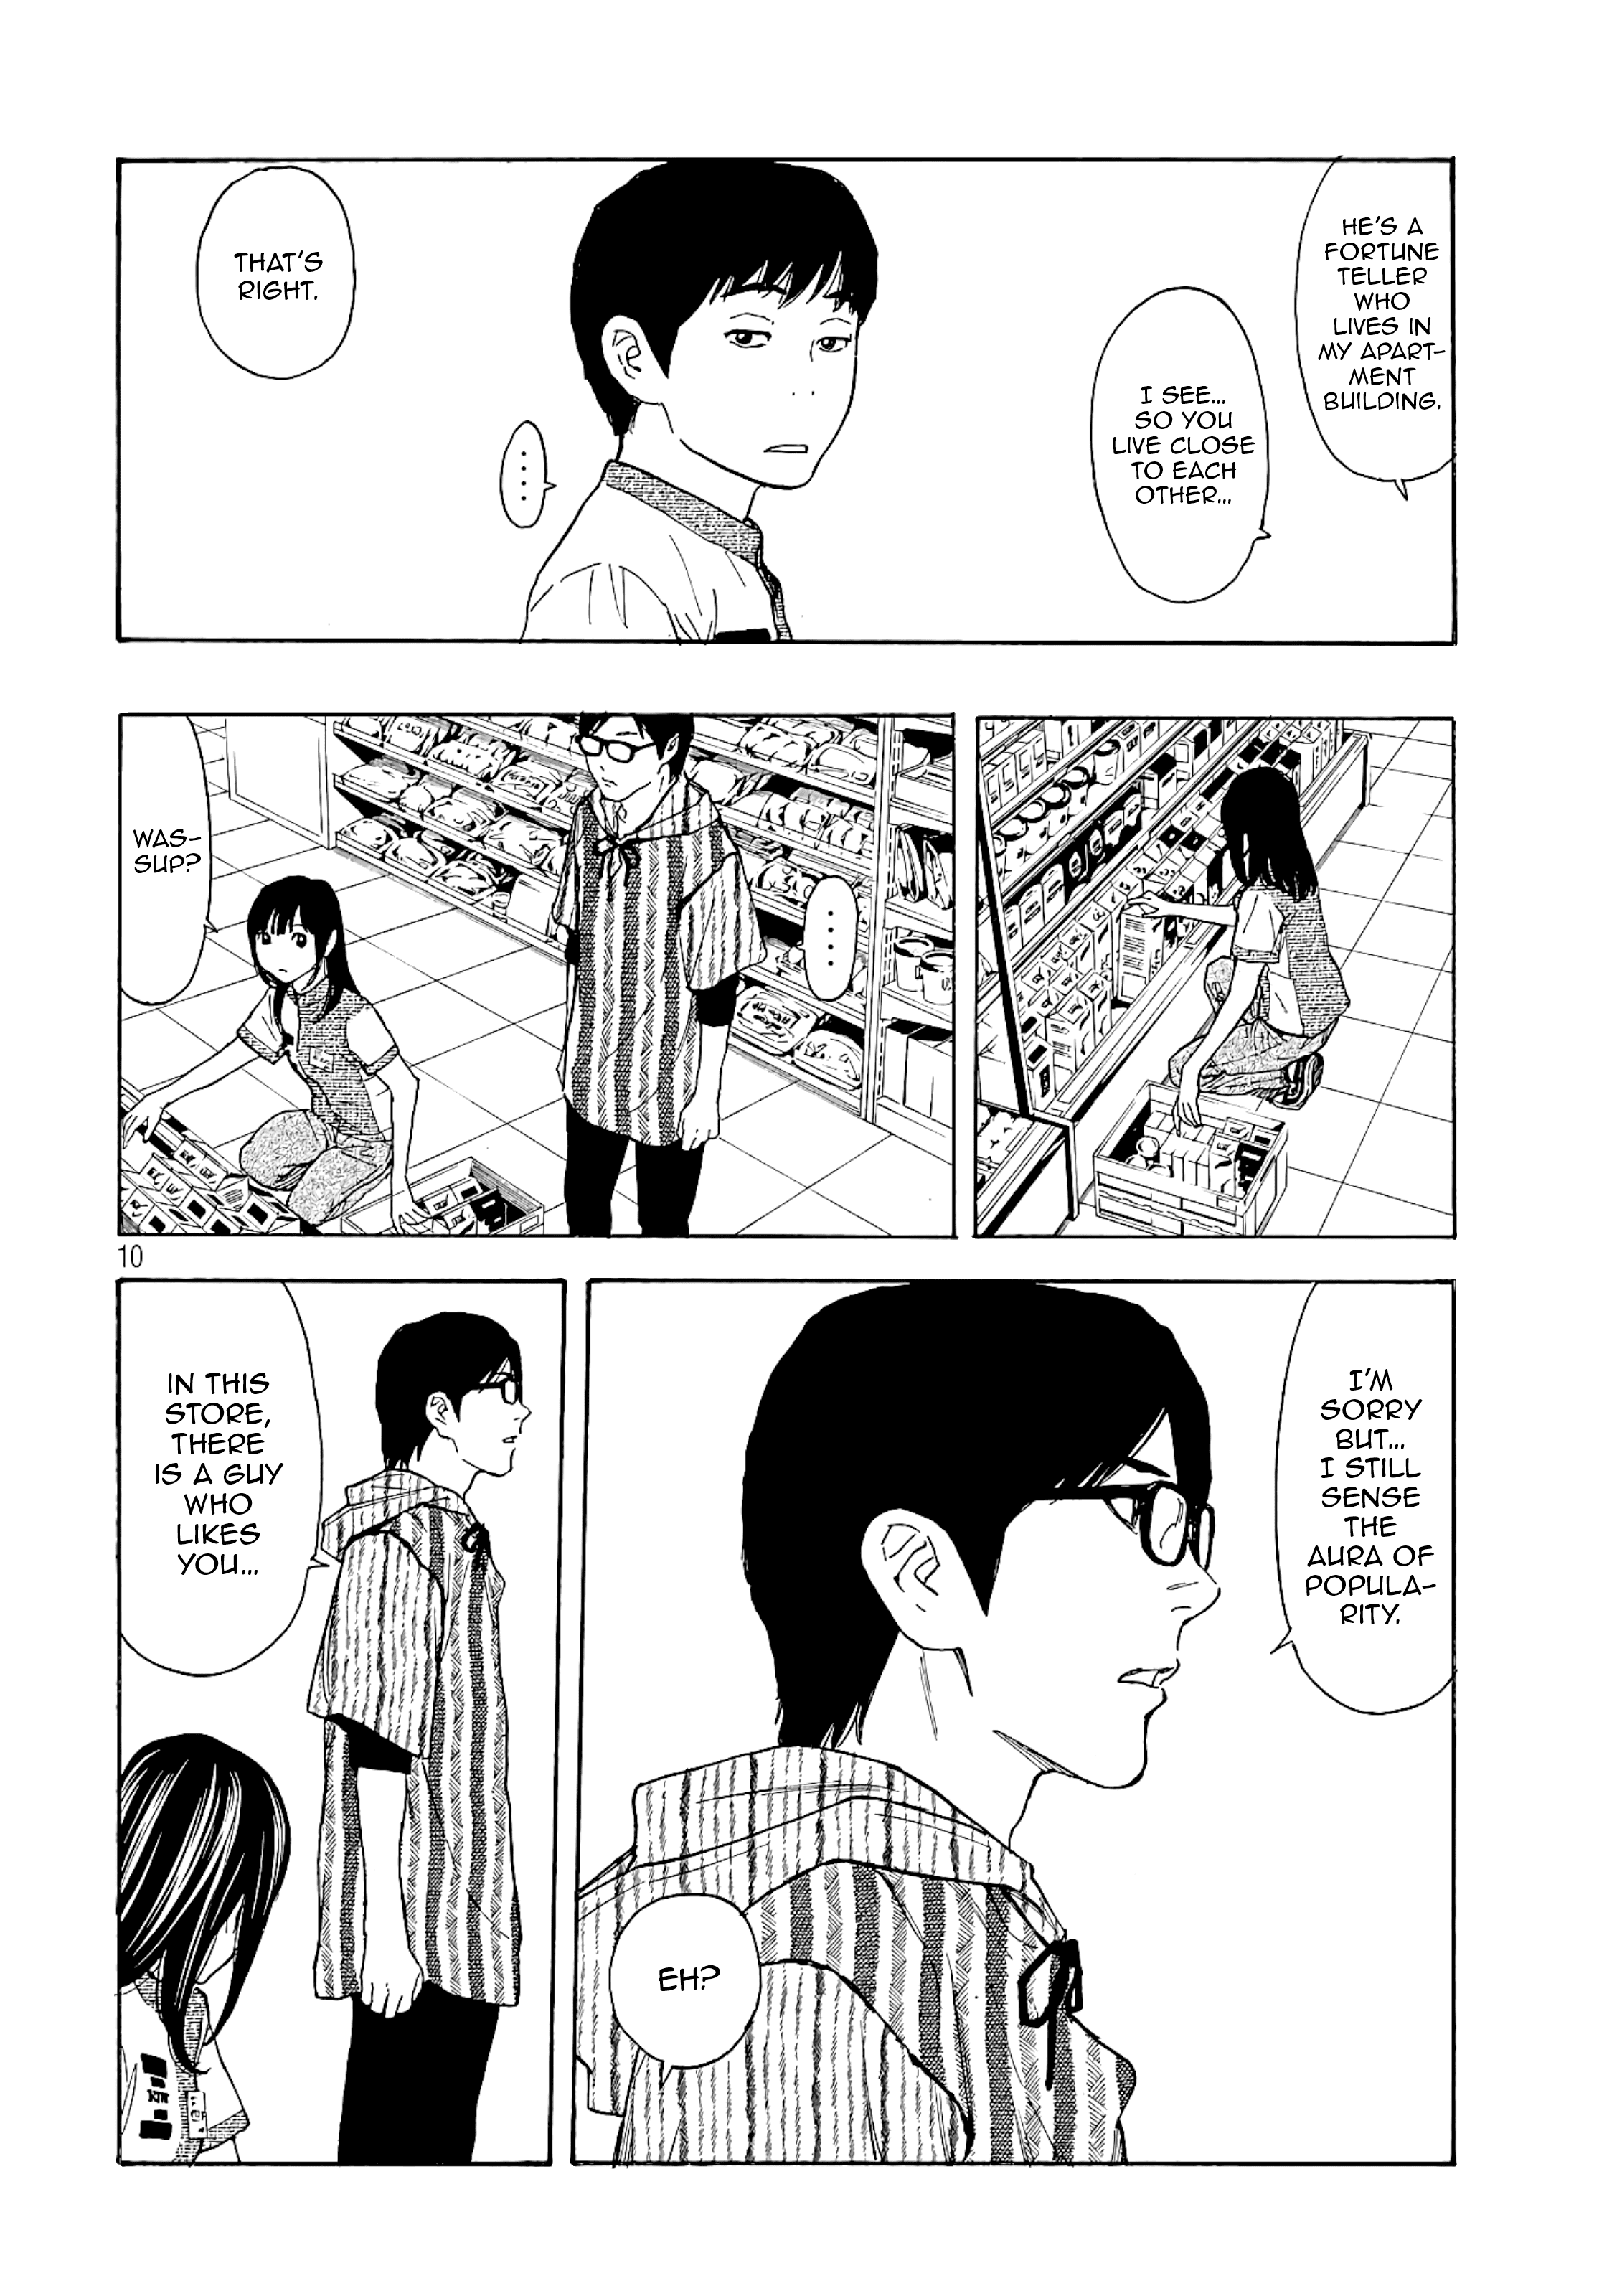 HE'S A
FORTUNE
TELLER
WHO
LIVES IN
MY APART-
MENT
BUILDING.
I SEE...
SO YOU
LIVE CLOSE
TO EACH
OTHER...
....
THAT'S
RIGHT.
....
WAS-
SUP?
10
I'M
SORRY
BUT...
I STILL
SENSE
THE
AURA OF
POPULA-
RITY.
EH?
IN THIS
STORE,
THERE
IS A GUY
WHO
LIKES
YOU...